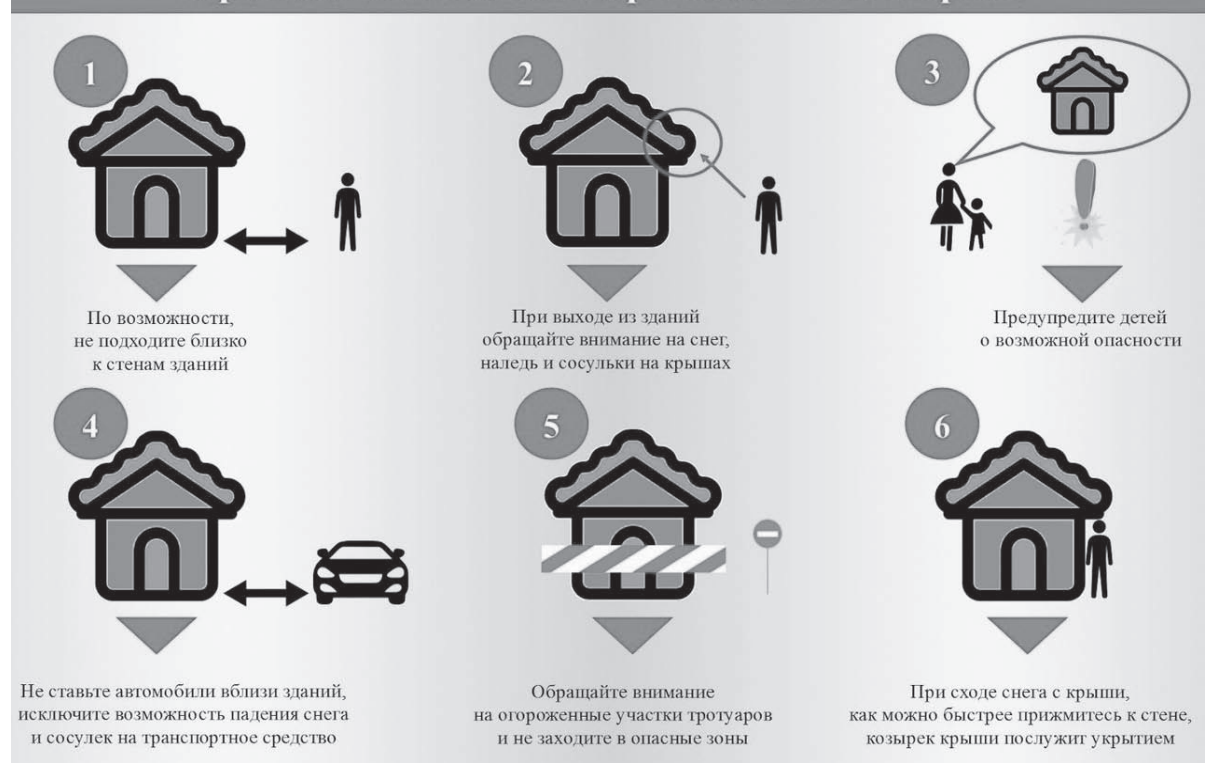 1
По возможности,
не подходите близко
к стенам зданий
2
При выходе из зданий
обращайте внимание на снег,
наледь и сосульки на крышах
3
Предупредите детей
о возможной опасности
4
Не ставьте автомобили вблизи зданий,
исключите возможность падения снега
и сосулек на транспортное средство
5
Обращайте внимание
на огороженные участки тротуаров
и не заходите в опасные зоны
6
При сходе снега с крыши,
как можно быстрее прижмитесь к стене,
козырек крыши послужит укрытием